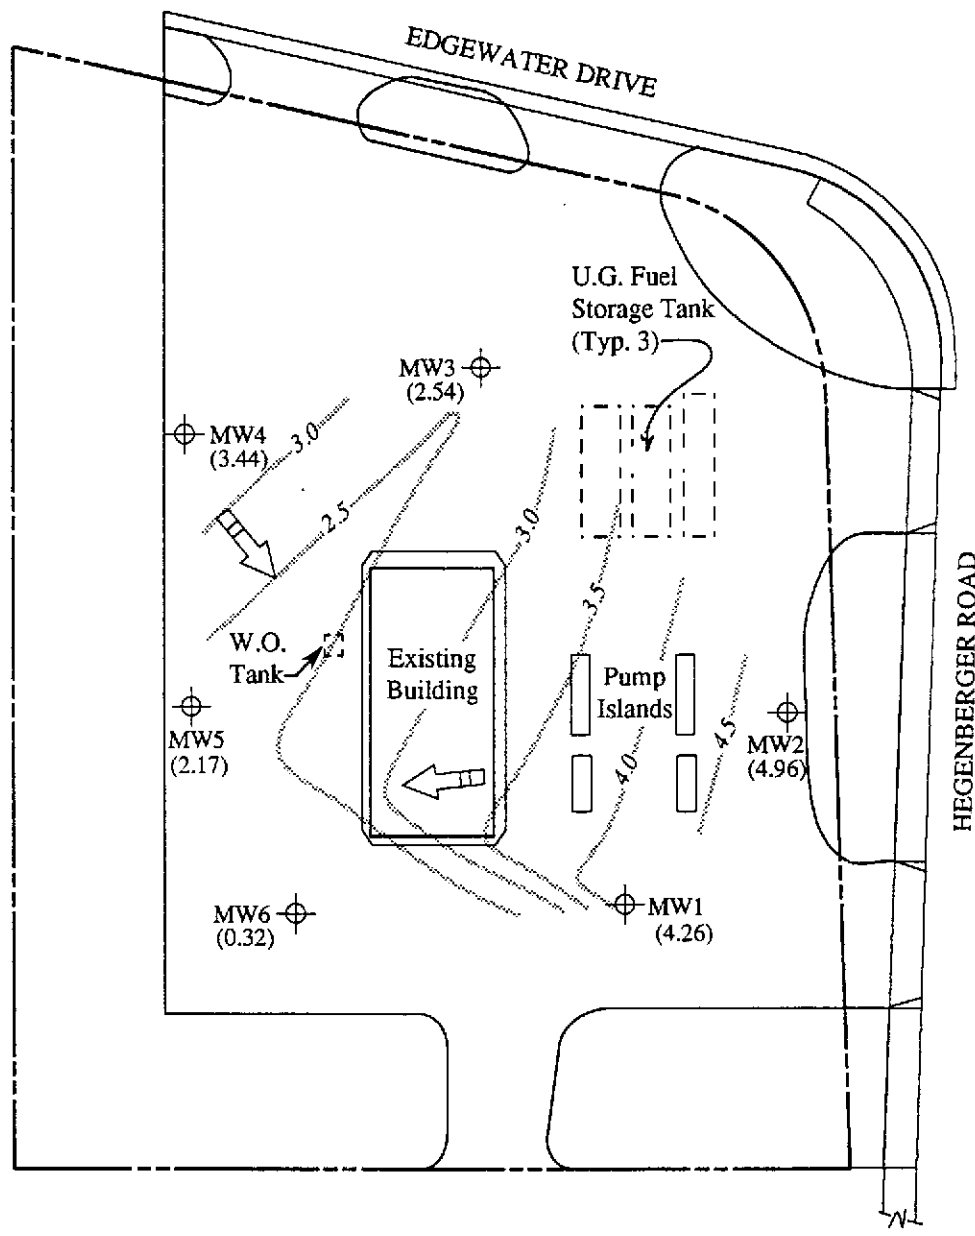 EDGEWATER DRIVE
U.G. Fuel
Storage Tank
(Typ. 3)
MW3
(2.54)
MW4
(3.44)
3.0
2.5
3.0
3.5
W.O.
Tank
Existing
Building
Pump
Islands
4.0
4.5
MW5
(2.17)
MW2
(4.96)
HEGENBERGER ROAD
MW6
(0.32)
MW1
(4.26)